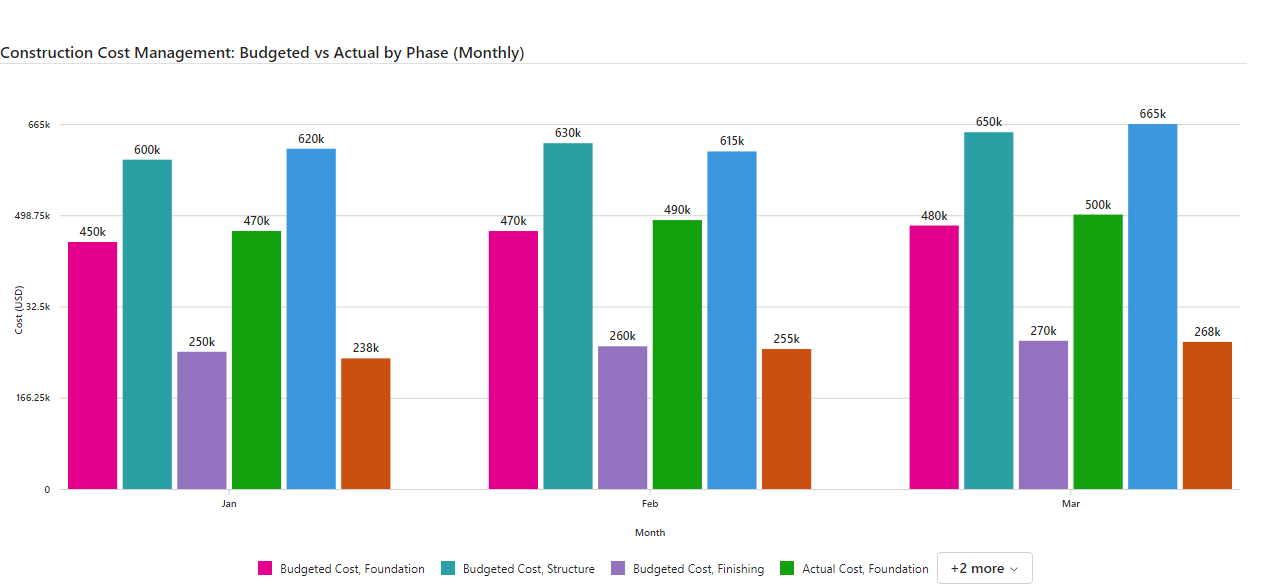 Construction Cost Management: Budgeted vs Actual by Phase (Monthly)
665k
498.75k
32.5k
166.25k
0
Cost (USD)
450k
600k
250k
470k
620k
238k
470k
630k
260k
490k
615k
255k
480k
650k
270k
500k
665k
268k
Jan Feb Mar
Month
Budgeted Cost, Foundation Budgeted Cost, Structure Budgeted Cost, Finishing Actual Cost, Foundation +2 more